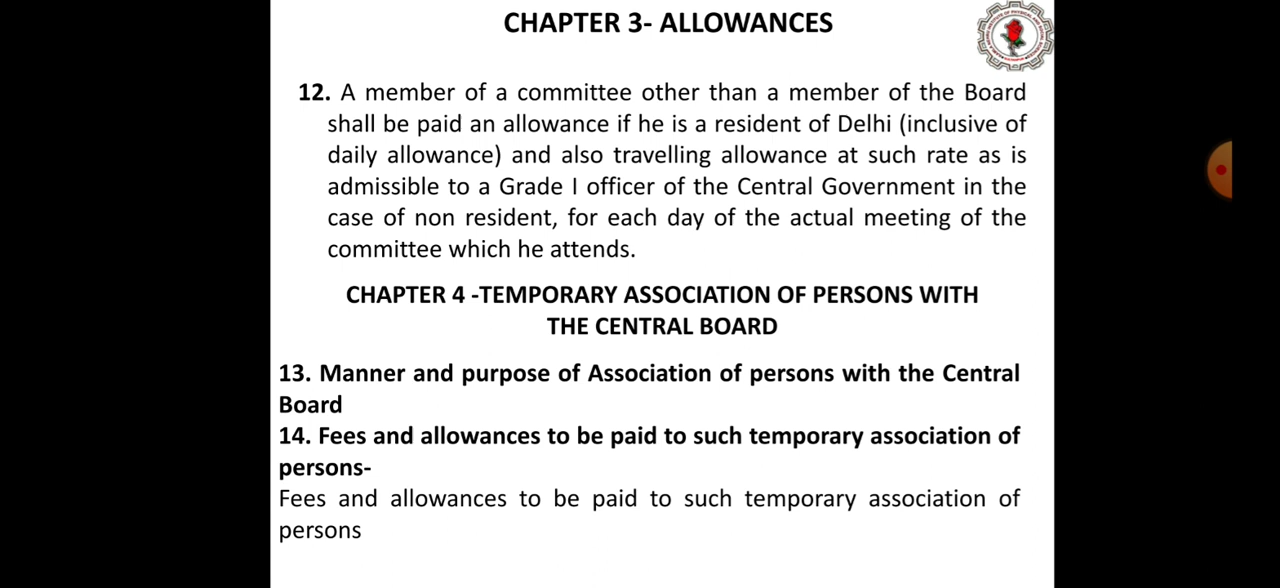 CHAPTER 3- ALLOWANCES
12. A member of a committee other than a member of the Board
shall be paid an allowance if he is a resident of Delhi (inclusive of
daily allowance) and also travelling allowance at such rate as is
admissible to a Grade I officer of the Central Government in the
case of non resident, for each day of the actual meeting of the
committee which he attends.
CHAPTER 4 -TEMPORARY ASSOCIATION OF PERSONS WITH
THE CENTRAL BOARD
13. Manner and purpose of Association of persons with the Central
Board
14. Fees and allowances to be paid to such temporary association of
persons-
Fees and allowances to be paid to such temporary association of
persons